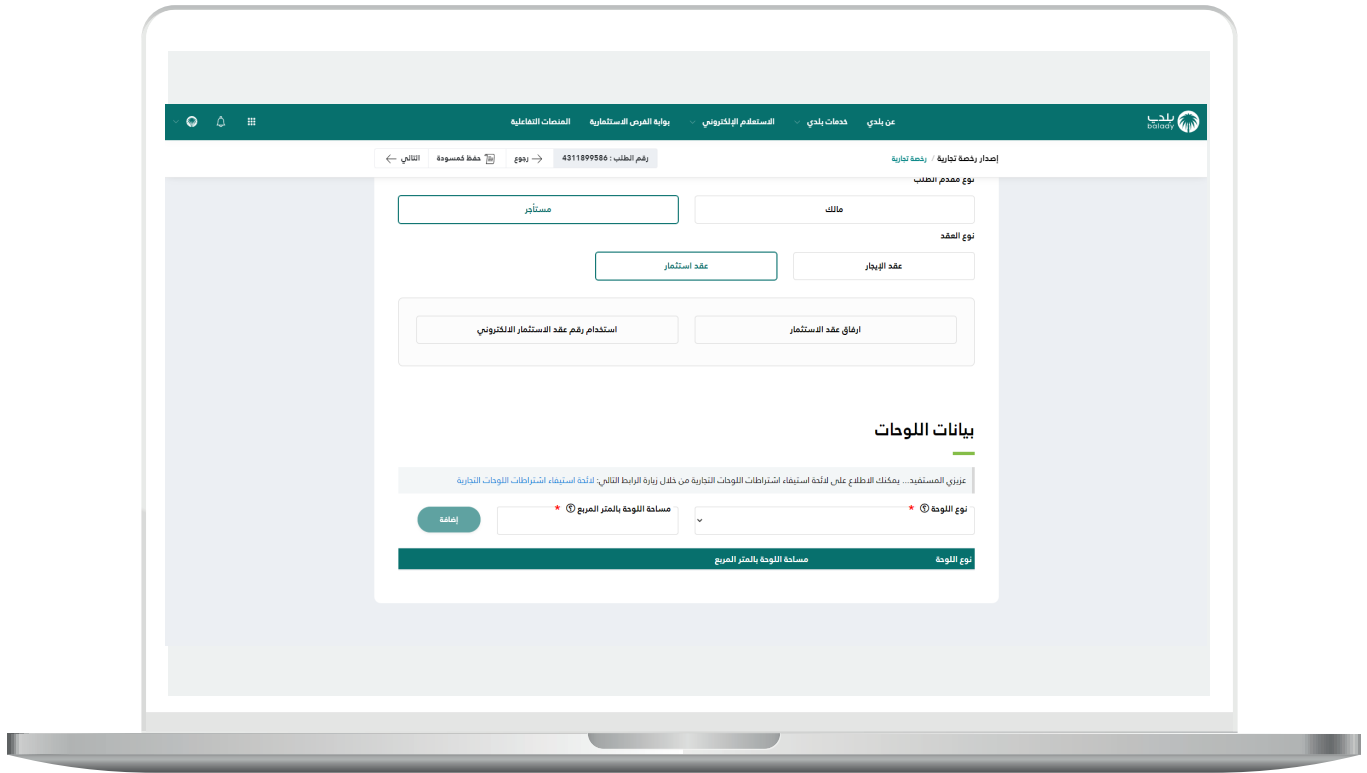 بلدي
balady
عن بلدي
خدمات بلدي
الاستعلام الإلكتروني
بوابة الفرص الاستثمارية
المنصات التفاعلية
إصدار رخصة تجارية / رخصة تجارية
رقم الطلب : 4311899586
رجوع
حفظ كمسودة
التالي
نوع مقدم الطلب
مالك
مستأجر
نوع العقد
عقد الإيجار
عقد استثمار
ارفاق عقد الاستثمار
استخدام رقم عقد الاستثمار الالكتروني
بيانات اللوحات
عزيزي المستفيد... يمكنك الاطلاع على لائحة استيفاء اشتراطات اللوحات التجارية من خلال زيارة الرابط التالي: لائحة استيفاء اشتراطات اللوحات التجارية
نوع اللوحة *
مساحة اللوحة بالمتر المربع *
إضافة
نوع اللوحة
مساحة اللوحة بالمتر المربع